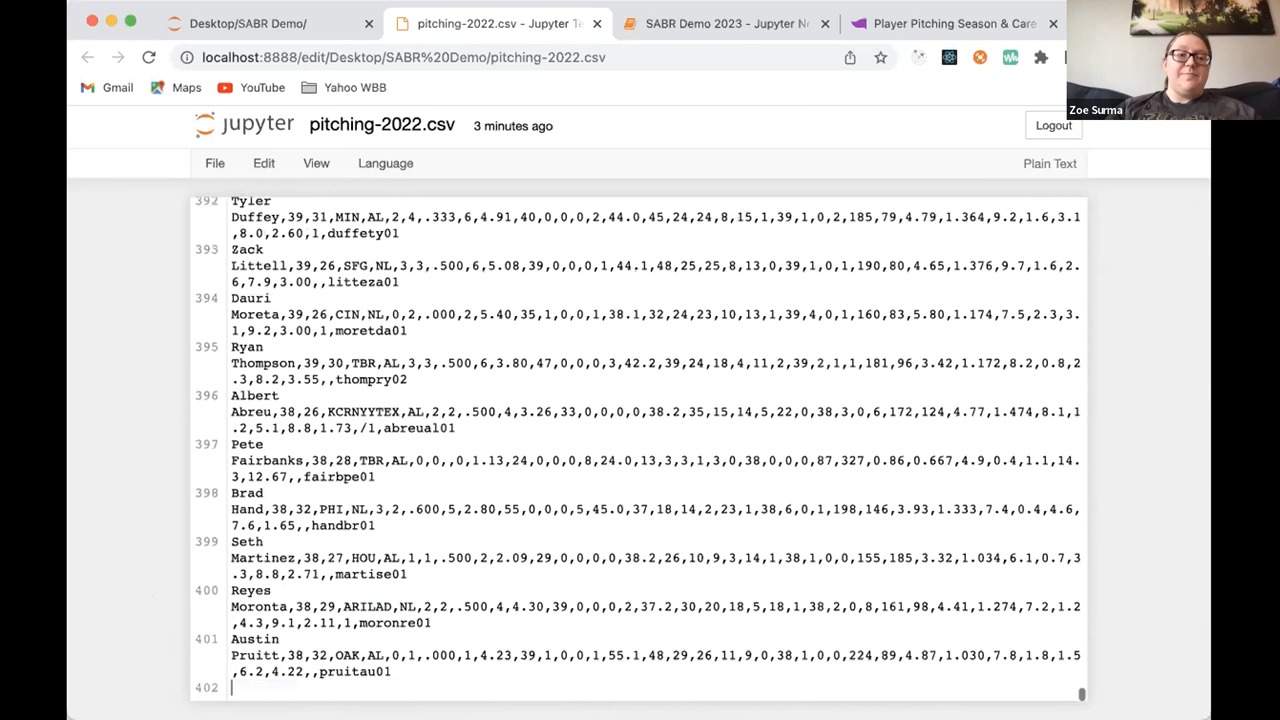 Desktop/SABR Demo/
pitching-2022.csv - Jupyter Te
SABR Demo 2023 - Jupyter N
Player Pitching Season & Care
localhost:8888/edit/Desktop/SABR%20Demo/pitching-2022.csv
Gmail
Maps
YouTube
Yahoo WBB
Zoe Surma
jupyter pitching-2022.csv 3 minutes ago
Logout
File
Edit
View
Language
Plain Text
392 Tyler
Duffey,39,31,MIN,AL,2,4,.333,6,4.91,40,0,0,0,2,44.0,45,24,24,8,15,1,39,1,0,2,185,79,4.79,1.364,9.2,1.6,3.1
,8.0,2.60,1,duffety01
393 Zack
Littell,39,26,SFG,NL,3,3,.500,6,5.08,39,0,0,0,1,44.1,48,25,25,8,13,0,39,1,0,1,190,80,4.65,1.376,9.7,1.6,2.
6,7.9,3.00,,litteza01
394 Dauri
Moreta,39,26,CIN,NL,0,2,.000,2,5.40,35,1,0,0,1,38.1,32,24,23,10,13,1,39,4,0,1,160,83,5.80,1.174,7.5,2.3,3.
1,9.2,3.00,1,moretda01
395 Ryan
Thompson,39,30,TBR,AL,3,3,.500,6,3.80,47,0,0,0,3,42.2,39,24,18,4,11,2,39,2,1,1,181,96,3.42,1.172,8.2,0.8,2
.3,8.2,3.55,,thompry02
396 Albert
Abreu,38,26,KCRNYYTEX,AL,2,2,.500,4,3.26,33,0,0,0,0,38.2,35,15,14,5,22,0,38,3,0,6,172,124,4.77,1.474,8.1,1
.2,5.1,8.8,1.73,/1,abreual01
397 Pete
Fairbanks,38,28,TBR,AL,0,0,,0,1.13,24,0,0,0,8,24.0,13,3,3,1,3,0,38,0,0,0,87,327,0.86,0.667,4.9,0.4,1.1,14.
3,12.67,,fairbpe01
398 Brad
Hand,38,32,PHI,NL,3,2,.600,5,2.80,55,0,0,0,5,45.0,37,18,14,2,23,1,38,6,0,1,198,146,3.93,1.333,7.4,0.4,4.6,
7.6,1.65,,handbr01
399 Seth
Martinez,38,27,HOU,AL,1,1,.500,2,2.09,29,0,0,0,0,38.2,26,10,9,3,14,1,38,1,0,0,155,185,3.32,1.034,6.1,0.7,3
.3,8.8,2.71,,martise01
400 Reyes
Moronta,38,29,ARILAD,NL,2,2,.500,4,4.30,39,0,0,0,2,37.2,30,20,18,5,18,1,38,2,0,8,161,98,4.41,1.274,7.2,1.2
,4.3,9.1,2.11,1,moronre01
401 Austin
Pruitt,38,32,OAK,AL,0,1,.000,1,4.23,39,1,0,0,1,55.1,48,29,26,11,9,0,38,1,0,0,224,89,4.87,1.030,7.8,1.8,1.5
,6.2,4.22,,pruitau01
402